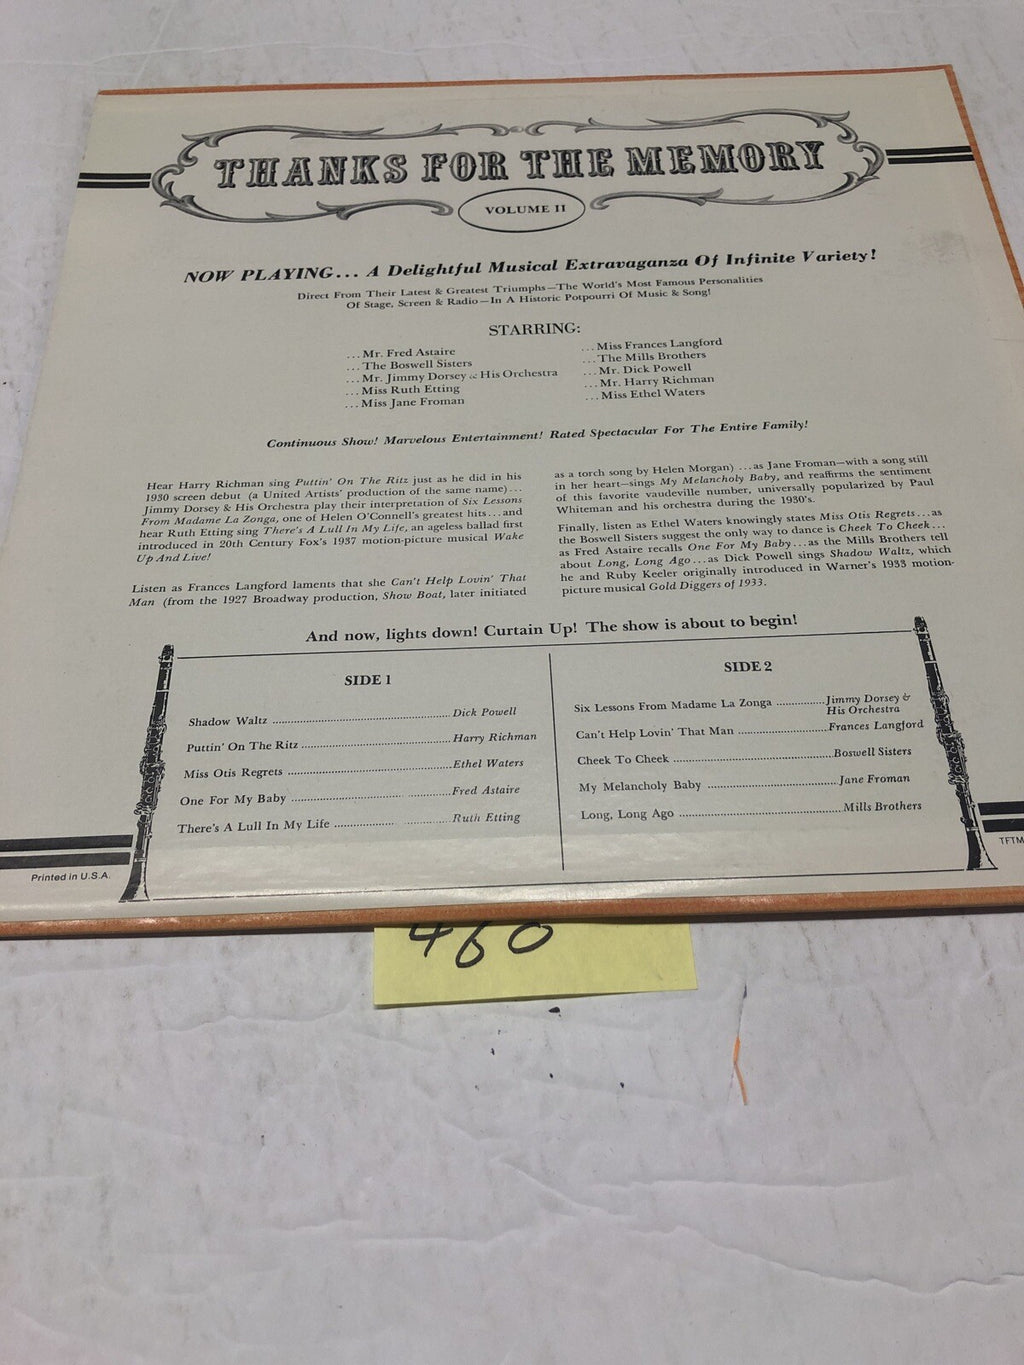 THANKS FOR THE MEMORY
VOLUME II
NOW PLAYING... A Delightful Musical Extravaganza Of Infinite Variety!
Direct From Their Latest & Greatest Triumphs—The World's Most Famous Personalities
Of Stage, Screen & Radio—In A Historic Potpourri Of Music & Song!
STARRING:
...Mr. Fred Astaire
...The Boswell Sisters
...Mr. Jimmy Dorsey & His Orchestra
...Miss Ruth Etting
...Miss Jane Froman
...Miss Frances Langford
...The Mills Brothers
...Mr. Dick Powell
...Mr. Harry Richman
...Miss Ethel Waters
Continuous Show! Marvelous Entertainment! Rated Spectacular For The Entire Family!
Hear Harry Richman sing Puttin' On The Ritz just as he did in his
1930 screen debut (a United Artists' production of the same name)...
Jimmy Dorsey & His Orchestra play their interpretation of Six Lessons
From Madame La Zonga, one of Helen O'Connell's greatest hits...and
hear Ruth Etting sing There's A Lull In My Life, an ageless ballad first
introduced in 20th Century Fox's 1937 motion-picture musical Wake
Up And Live!
Listen as Frances Langford laments that she Can't Help Lovin' That
Man (from the 1927 Broadway production, Show Boat, later initiated
as a torch song by Helen Morgan) ...as Jane Froman—with a song still
in her heart—sings My Melancholy Baby, and reaffirms the sentiment
of this favorite vaudeville number, universally popularized by Paul
Whiteman and his orchestra during the 1930's.
Finally, listen as Ethel Waters knowingly states Miss Otis Regrets...as
the Boswell Sisters suggest the only way to dance is Cheek To Cheek...
as Fred Astaire recalls One For My Baby...as the Mills Brothers tell
about Long, Long Ago...as Dick Powell sings Shadow Waltz, which
he and Ruby Keeler originally introduced in Warner's 1933 motion-
picture musical Gold Diggers of 1933.
And now, lights down! Curtain Up! The show is about to begin!
SIDE 1
Shadow Waltz ........ Dick Powell
Puttin' On The Ritz ........ Harry Richman
Miss Otis Regrets ........ Ethel Waters
One For My Baby ........ Fred Astaire
There's A Lull In My Life ........ Ruth Etting
SIDE 2
Six Lessons From Madame La Zonga ........ Jimmy Dorsey &
His Orchestra
Can't Help Lovin' That Man ........ Frances Langford
Cheek To Cheek ........ Boswell Sisters
My Melancholy Baby ........ Jane Froman
Long, Long Ago ........ Mills Brothers
Printed in U.S.A.
TFTM
460